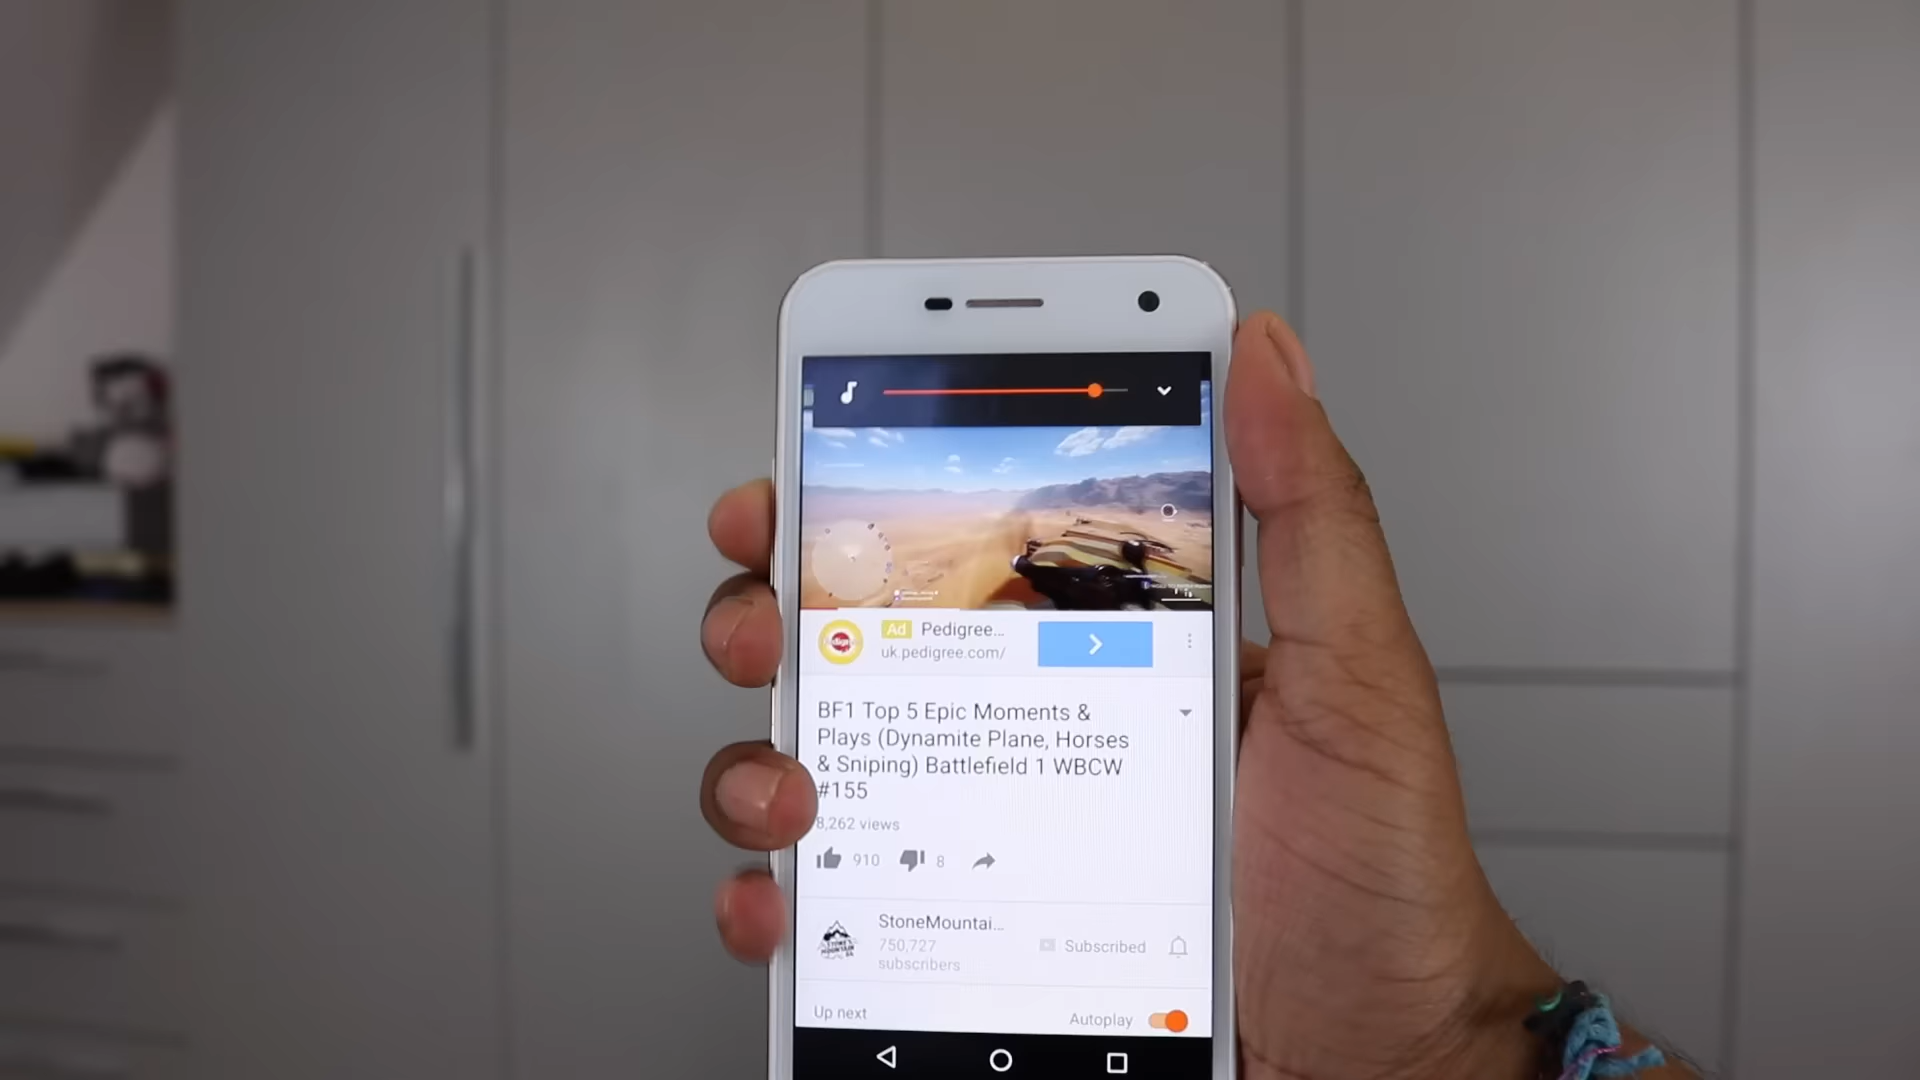 Ad Pedigree...
uk.pedigree.com/
BF1 Top 5 Epic Moments &
Plays (Dynamite Plane, Horses
& Sniping) Battlefield 1 WBCW
#155
8,262 views
910 8
StoneMountai...
750,727 Subscribed
subscribers
Up next Autoplay